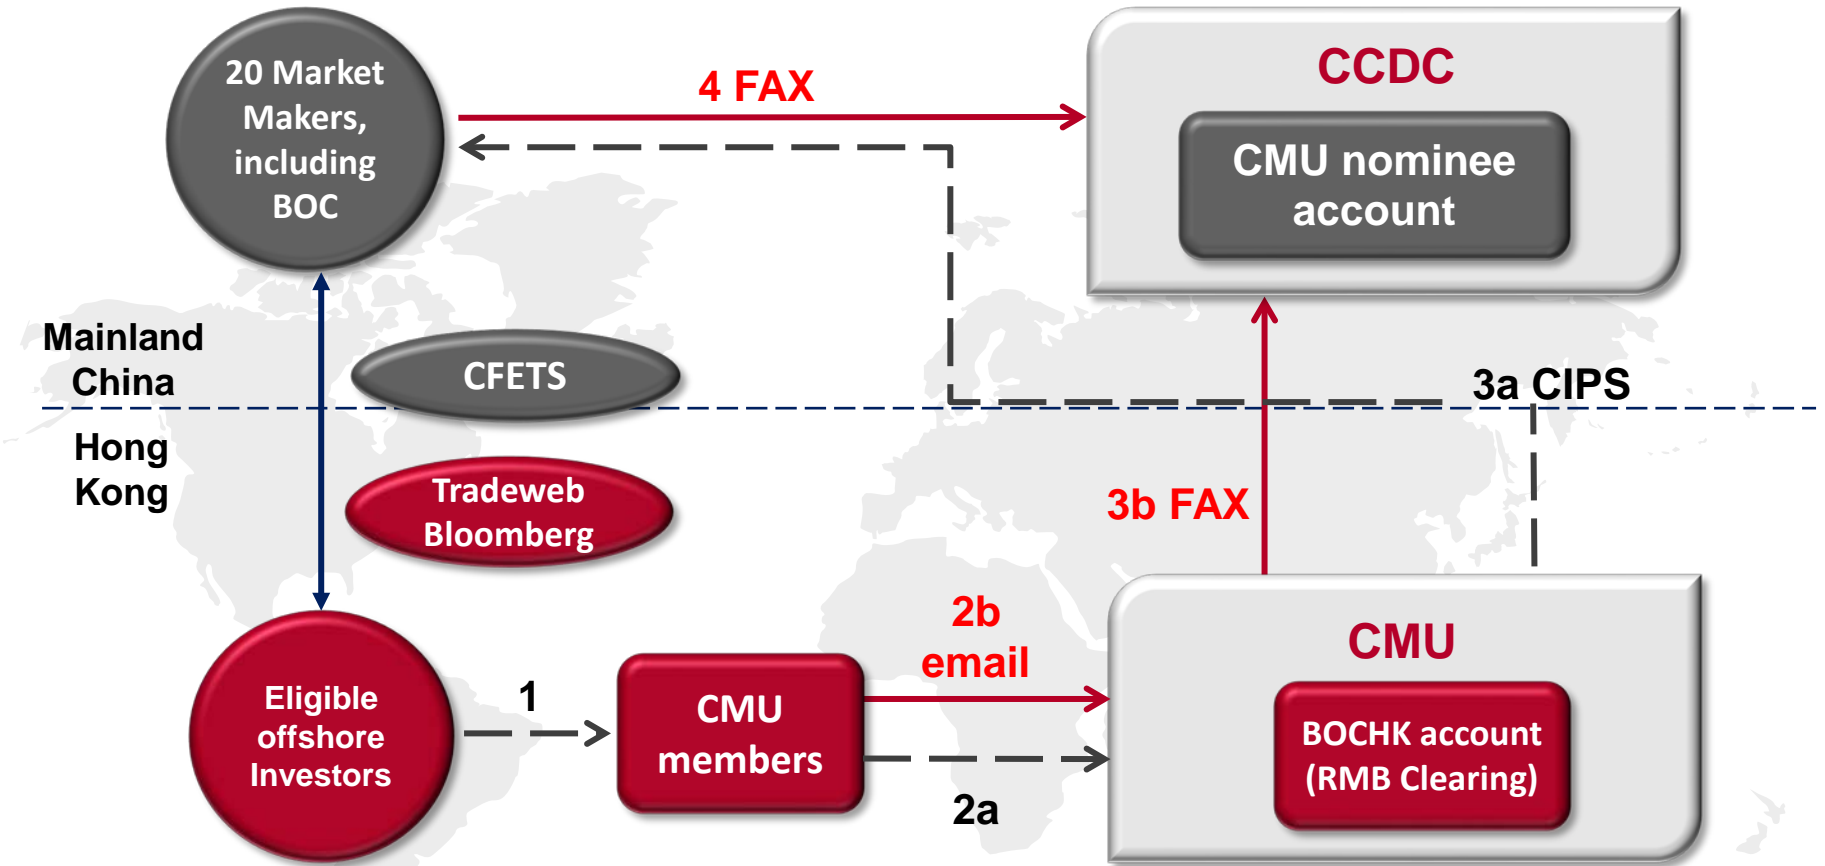 20 Market
Makers,
including
BOC
4 FAX
CCDC
CMU nominee
account
Mainland
China
CFETS
3a CIPS
Hong
Kong
Tradeweb
Bloomberg
3b FAX
2b
email
CMU
Eligible
offshore
Investors
1
CMU
members
BOCHK account
(RMB Clearing)
2a